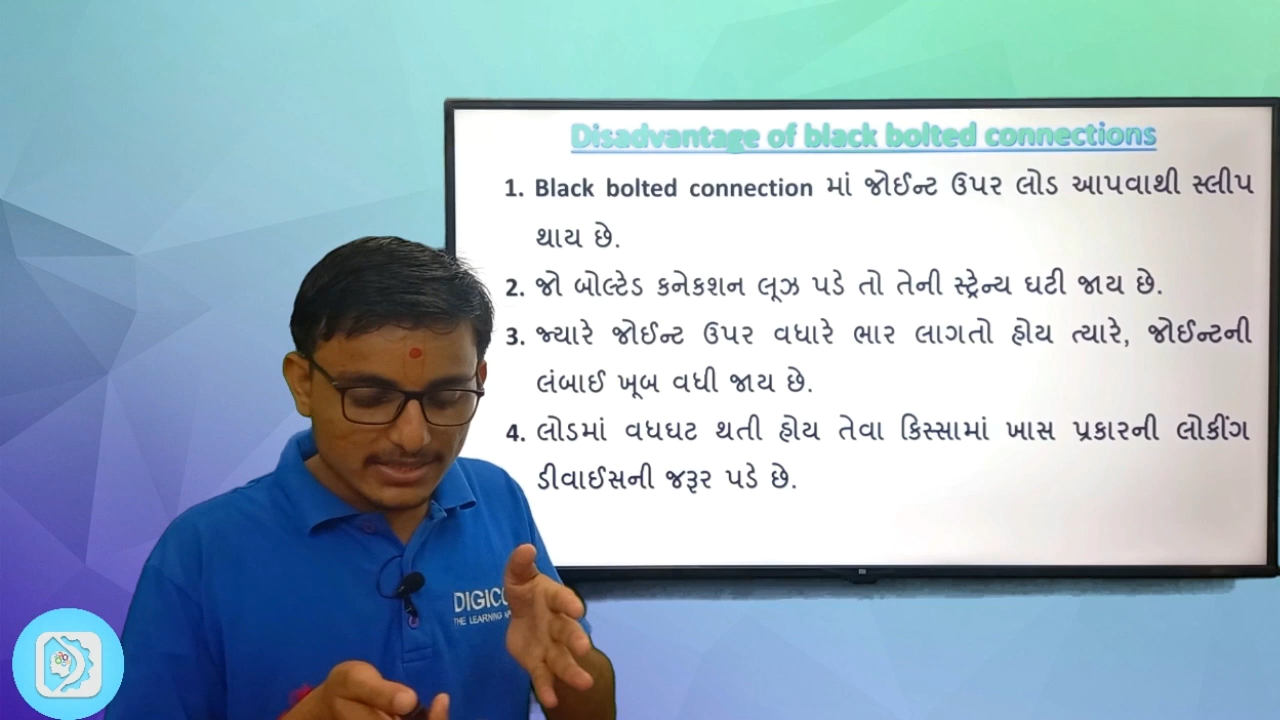 Disadvantage of black bolted connections
1. Black bolted connection માં જોઈન્ટ ઉપર લોડ આપવાથી સ્લીપ
થાય છે.
2. જો બોલ્ટેડ કનેકશન લૂઝ પડે તો તેની સ્ટ્રેન્થ ઘટી જાય છે.
3. જ્યારે જોઈન્ટ ઉપર વધારે ભાર લાગતો હોય ત્યારે, જોઈન્ટની
લંબાઈ ખૂબ વધી જાય છે.
4. લોડમાં વધઘટ થતી હોય તેવા કિસ્સામાં ખાસ પ્રકારની લોકીંગ
ડીવાઈસની જરૂર પડે છે.
THE LEARNING